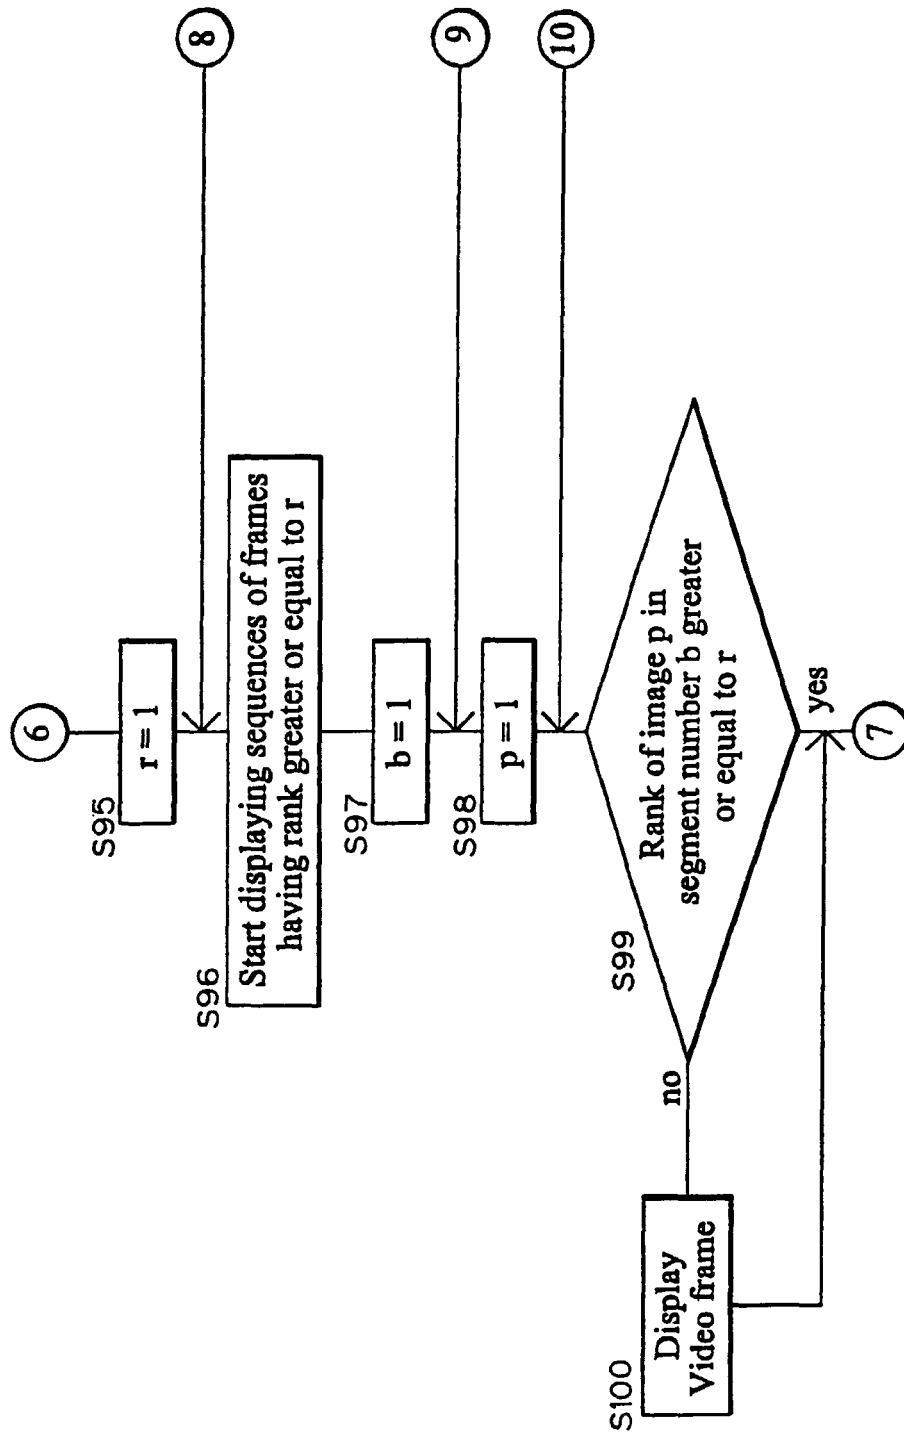 6
S95
r = 1
8
S96
Start displaying sequences of frames
having rank greater or equal to r
S97
b = 1
9
S98
p = 1
10
S99
Rank of image p in
segment number b greater
or equal to r
no
yes
S100
Display
Video frame
7